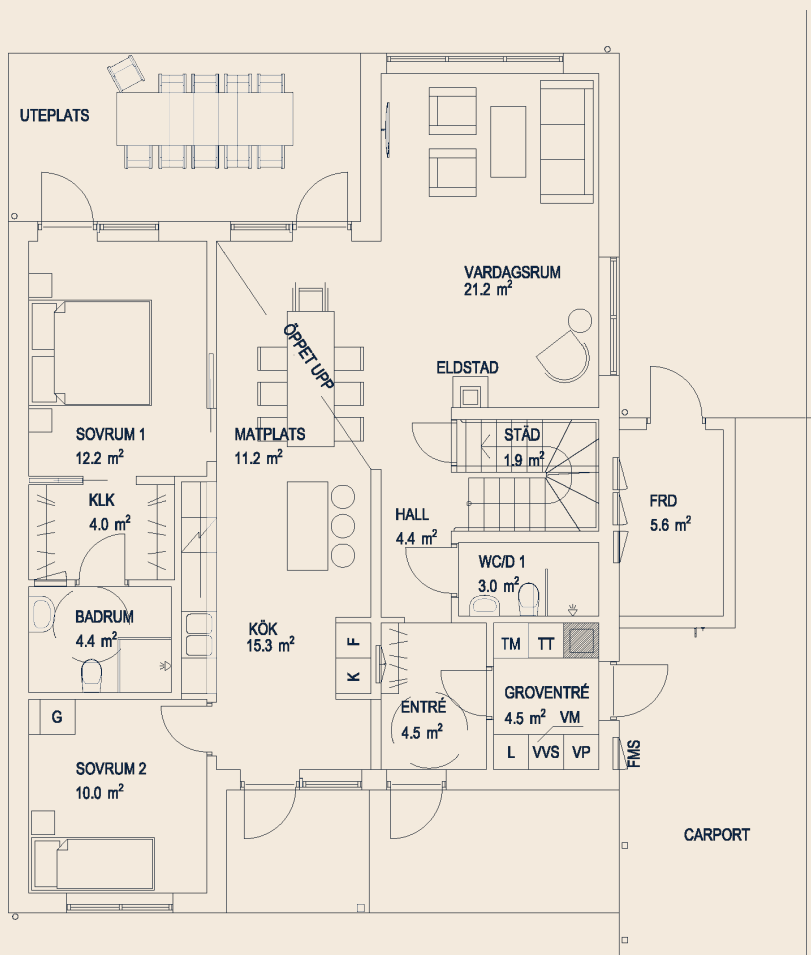 UTEPLATS
VARDAGSRUM
21.2 m²
ÖPPET UPP
ELDSTAD
SOVRUM 1
12.2 m²
MATPLATS
11.2 m²
STÄD
1.9 m²
KLK
4.0 m²
HALL
4.4 m²
FRD
5.6 m²
WC/D 1
3.0 m²
BADRUM
4.4 m²
KÖK
15.3 m²
F
K
TM
TT
ENTRÉ
4.5 m²
GROVENTRÉ
4.5 m²
VM
G
L
VVS
VP
FMS
SOVRUM 2
10.0 m²
CARPORT